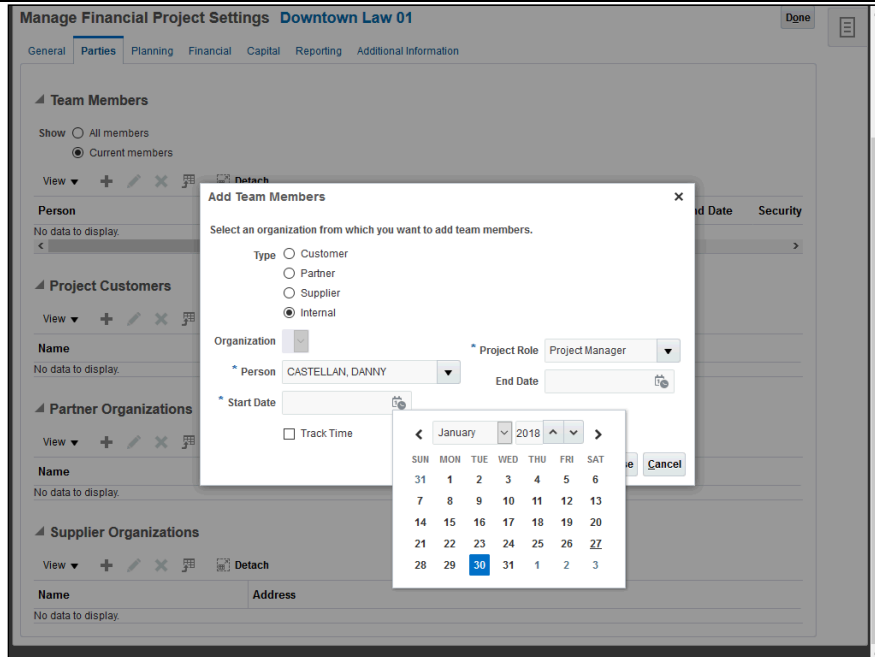 Manage Financial Project Settings Downtown Law 01
Done
General Parties Planning Financial Capital Reporting Additional Information
Team Members
Show All members
Current members
View Detach
Person
No data to display.
Project Customers
View
Name
No data to display.
Partner Organizations
View
Name
No data to display.
Supplier Organizations
View Detach
Name Address
No data to display.
Date Security
Add Team Members
Select an organization from which you want to add team members.
Type Customer
Partner
Supplier
Internal
Organization
* Project Role Project Manager
* Person CASTELLAN, DANNY
End Date
* Start Date
Track Time
Cancel
January 2018
SUN MON TUE WED THU FRI SAT
31 1 2 3 4 5 6
7 8 9 10 11 12 13
14 15 16 17 18 19 20
21 22 23 24 25 26 27
28 29 30 31 1 2 3